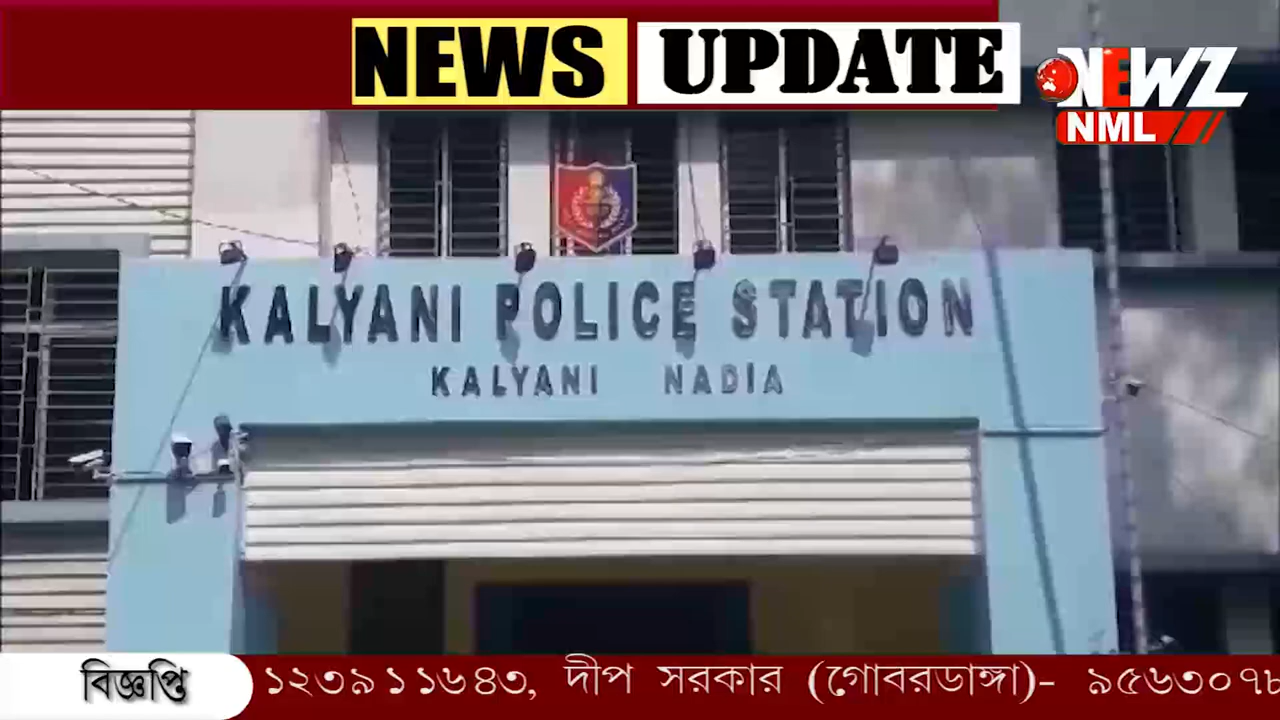 NEWS UPDATE
NEWZ
NML
KALYANI POLICE STATION
KALYANI NADIA
বিজ্ঞপ্তি
১২৩৯১১৬৪৩, দীপ সরকার (গোবরডাঙ্গা)- ৯৫৬৩০৭৮